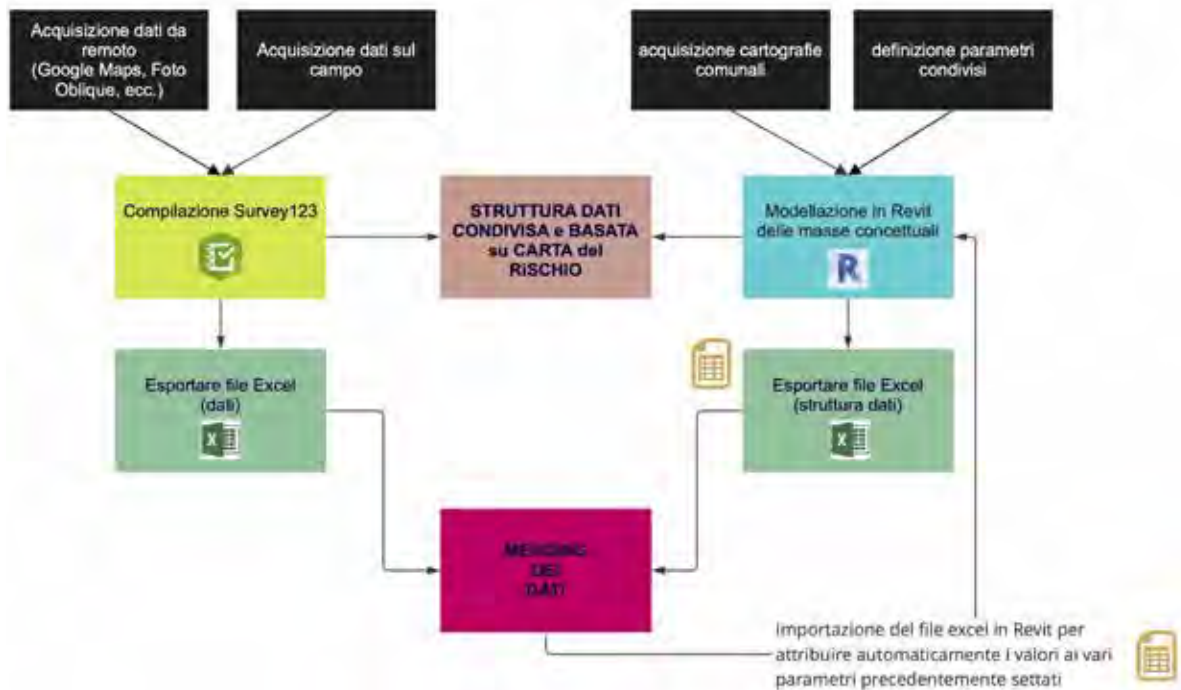 Acquisizione dati da
remoto
(Google Maps, Foto
Oblique, ecc.)
Acquisizione dati sul
campo
acquisizione cartografie
comunali
definizione parametri
condivisi
Compilazione Survey123
STRUTTURA DATI
CONDIVISA e BASATA
su CARTA del
RiSCHIO
Modellazione in Revit
delle masse concettuali
R
Esportare file Excel
(dati)
X
Esportare file Excel
(struttura dati)
X
MERGING
DEI
DATI
importazione del file excel in Revit per
attribuire automaticamente i valori ai vari
parametri precedentemente settati